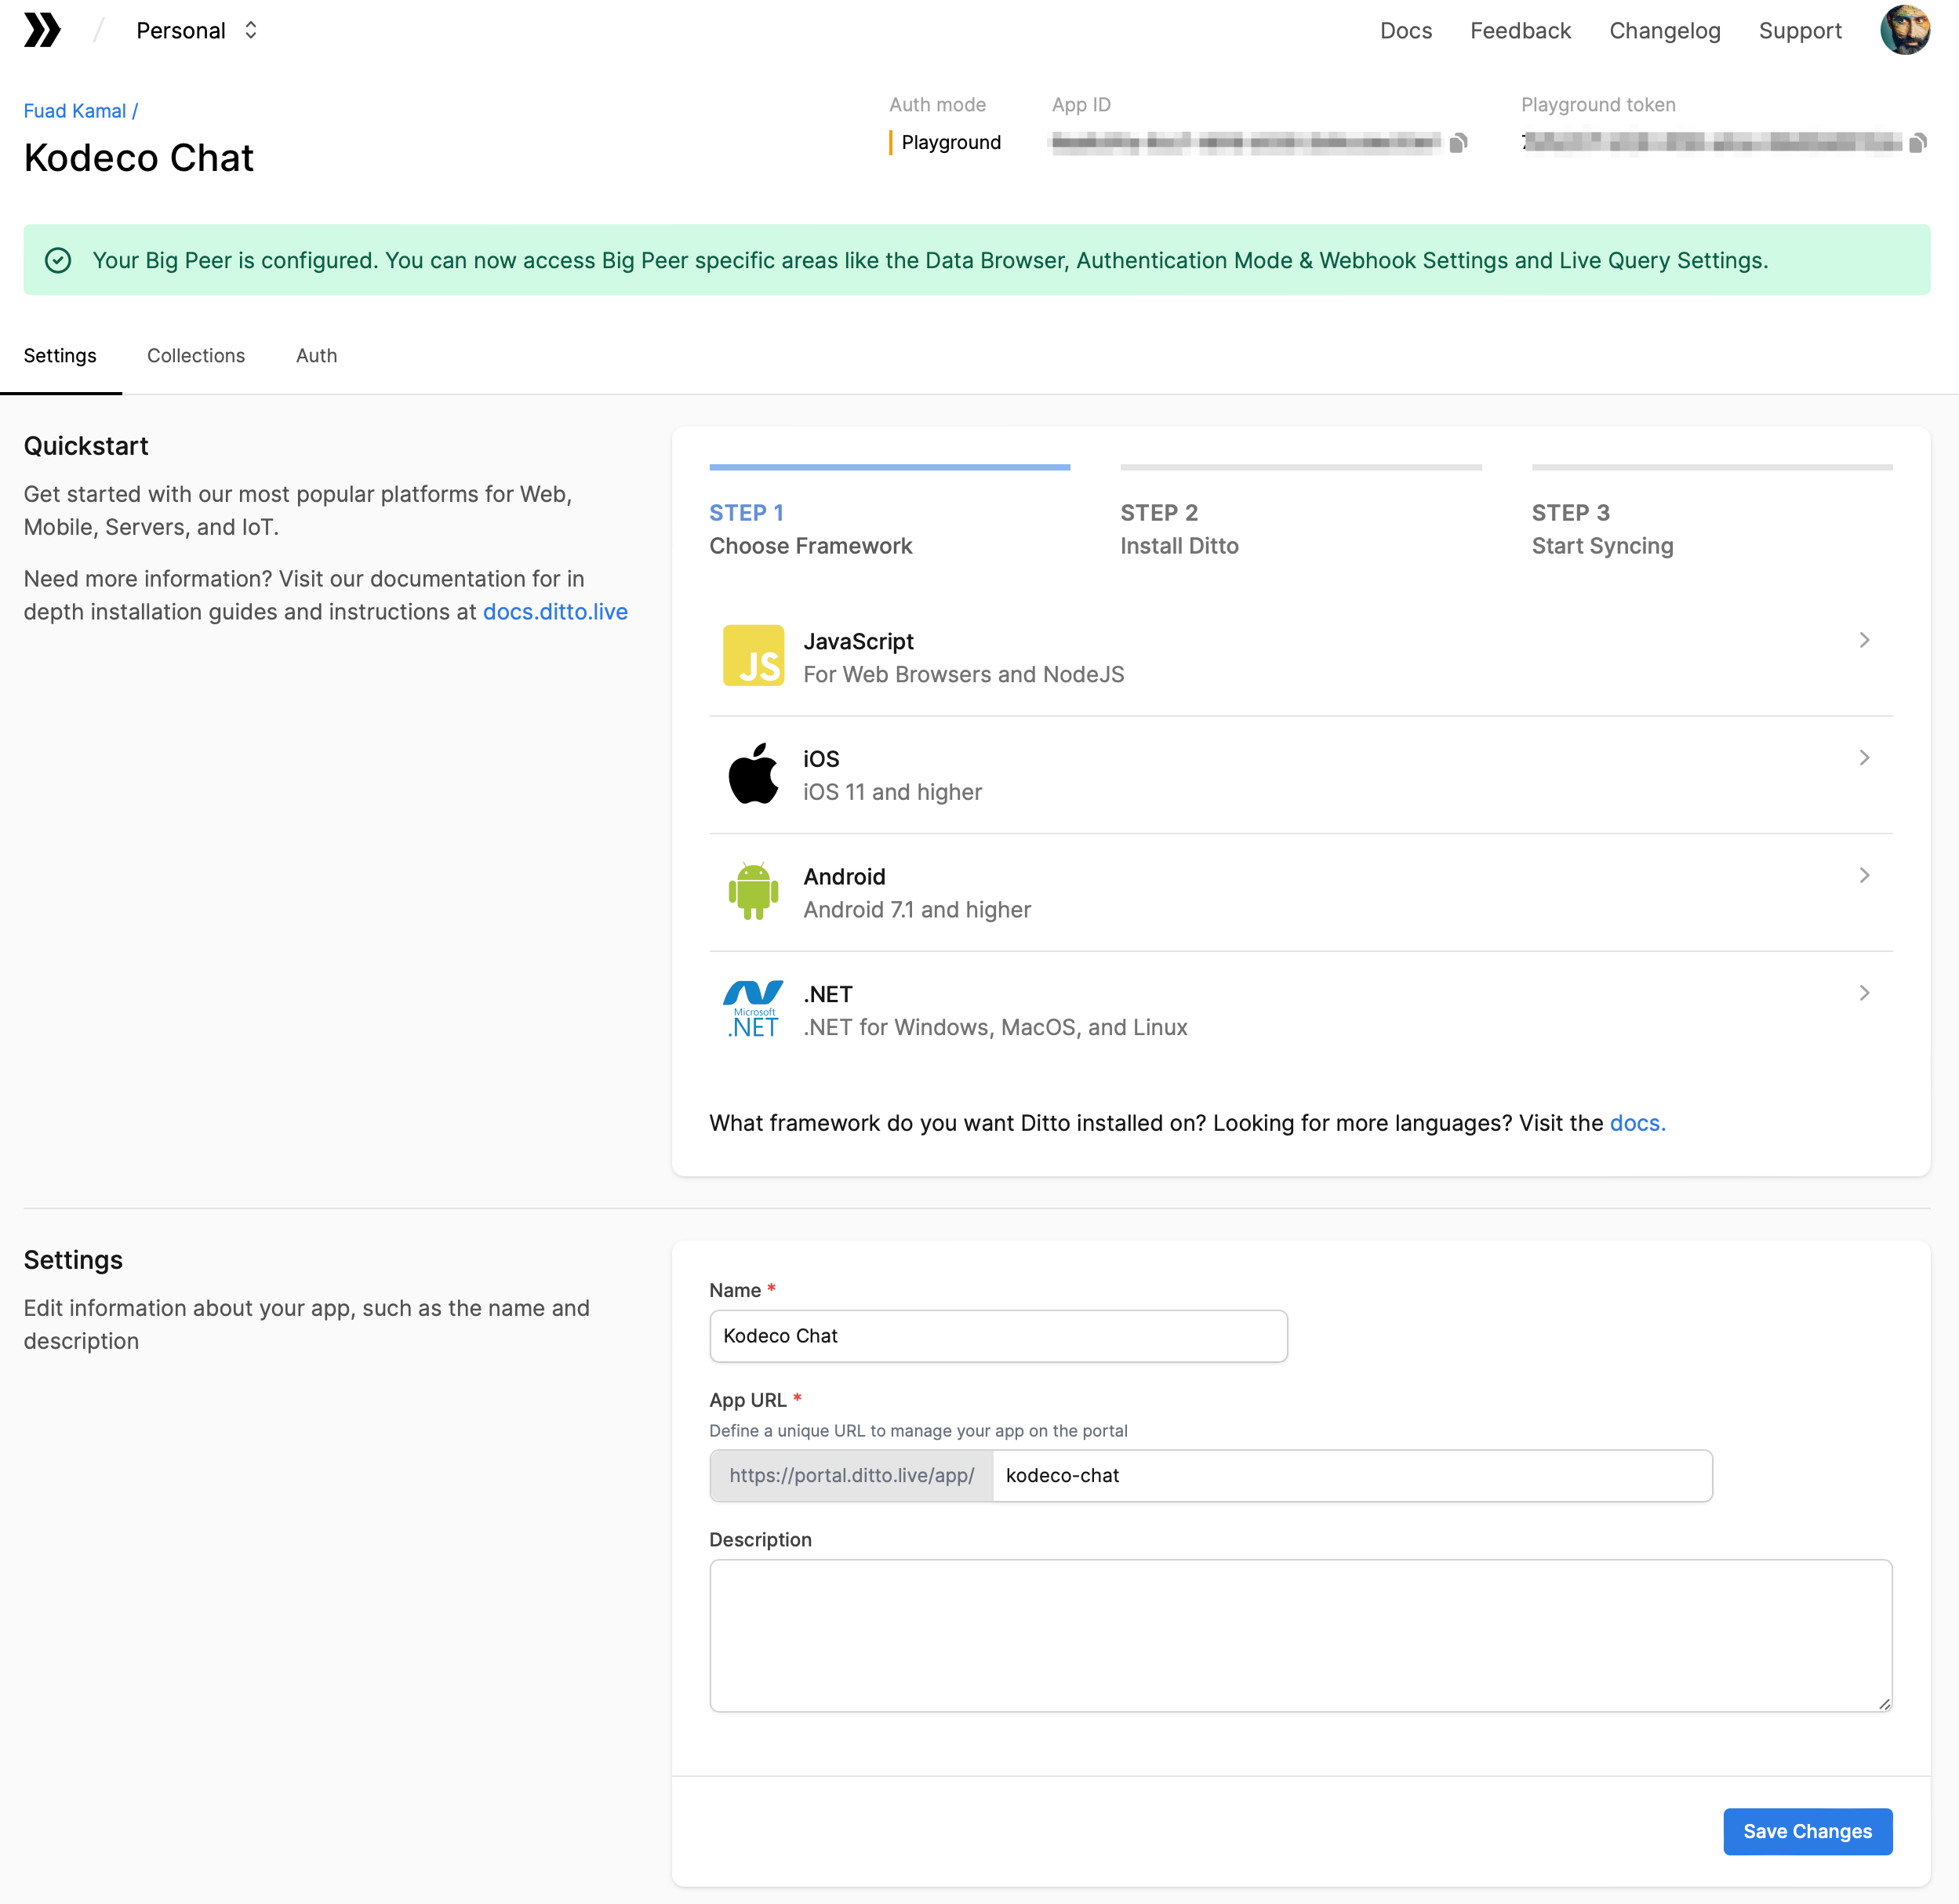 Personal
Docs Feedback Changelog Support
Fuad Kamal /
Kodeco Chat
Auth mode
Playground
App ID
Playground token
Your Big Peer is configured. You can now access Big Peer specific areas like the Data Browser, Authentication Mode & Webhook Settings and Live Query Settings.
Settings Collections Auth
Quickstart
Get started with our most popular platforms for Web,
Mobile, Servers, and IoT.
Need more information? Visit our documentation for in
depth installation guides and instructions at docs.ditto.live
STEP 1
Choose Framework
STEP 2
Install Ditto
STEP 3
Start Syncing
JS
JavaScript
For Web Browsers and NodeJS
iOS
iOS 11 and higher
Android
Android 7.1 and higher
Microsoft
.NET
.NET
.NET for Windows, MacOS, and Linux
What framework do you want Ditto installed on? Looking for more languages? Visit the docs.
Settings
Edit information about your app, such as the name and
description
Name *
Kodeco Chat
App URL *
Define a unique URL to manage your app on the portal
https://portal.ditto.live/app/ kodeco-chat
Description
Save Changes